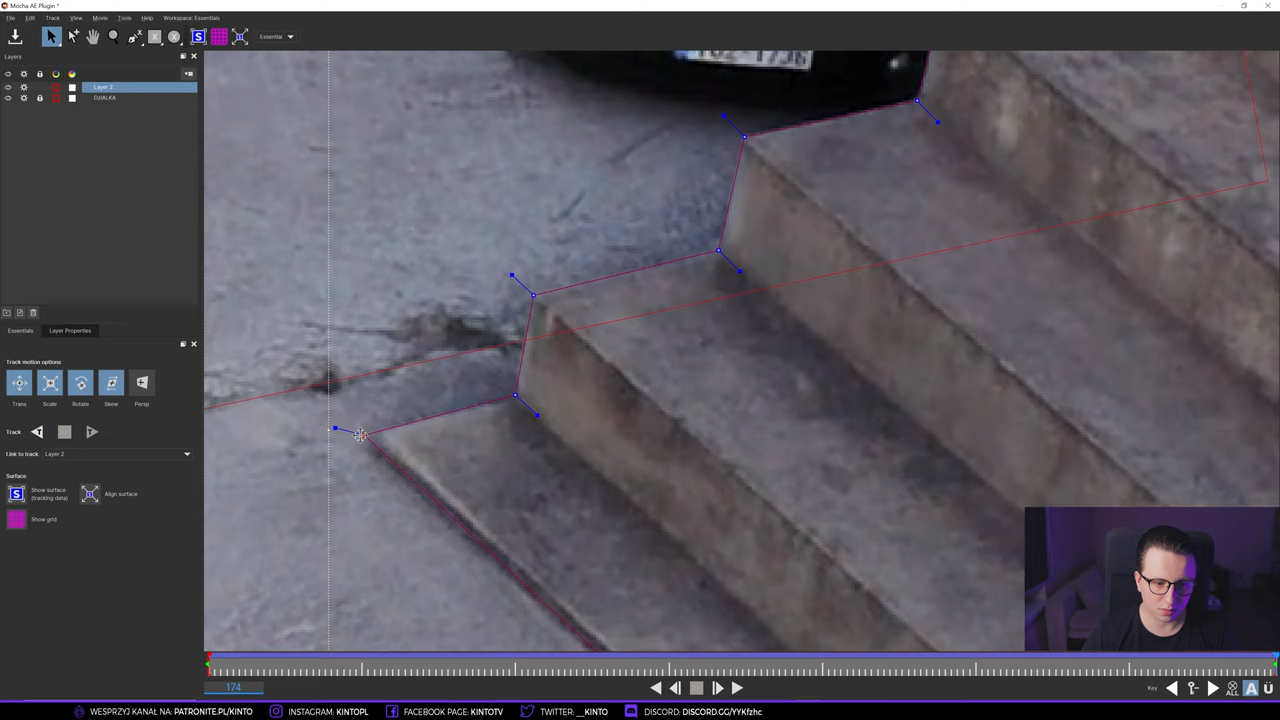 Mocha AE Plugin *
File Edit Track View Movie Tools Help Workspace: Essentials
Essential
Layers
Layer 2
DzIALKA
Essentials Layer Properties
Track motion options
Trans Scale Rotate Skew Persp
Track
Link to track Layer 2
Surface
Show surface
(tracking data)
Align surface
Show grid
174
Key
ALL
A
WESPRZYJ KANAŁ NA: PATRONITE.PL/KINTO INSTAGRAM: KINTOPL FACEBOOK PAGE: KINTOTV TWITTER: __KINTO DISCORD: DISCORD.GG/YYKfzhc